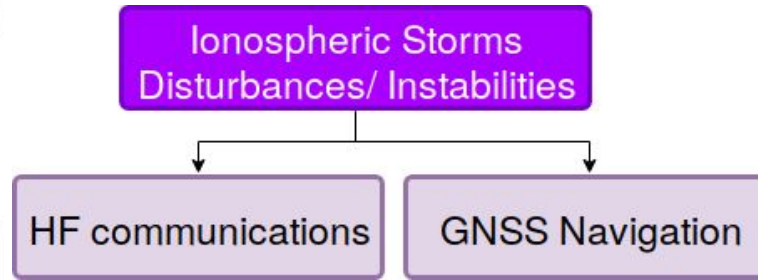 Ionospheric Storms
Disturbances/ Instabilities
HF communications
GNSS Navigation